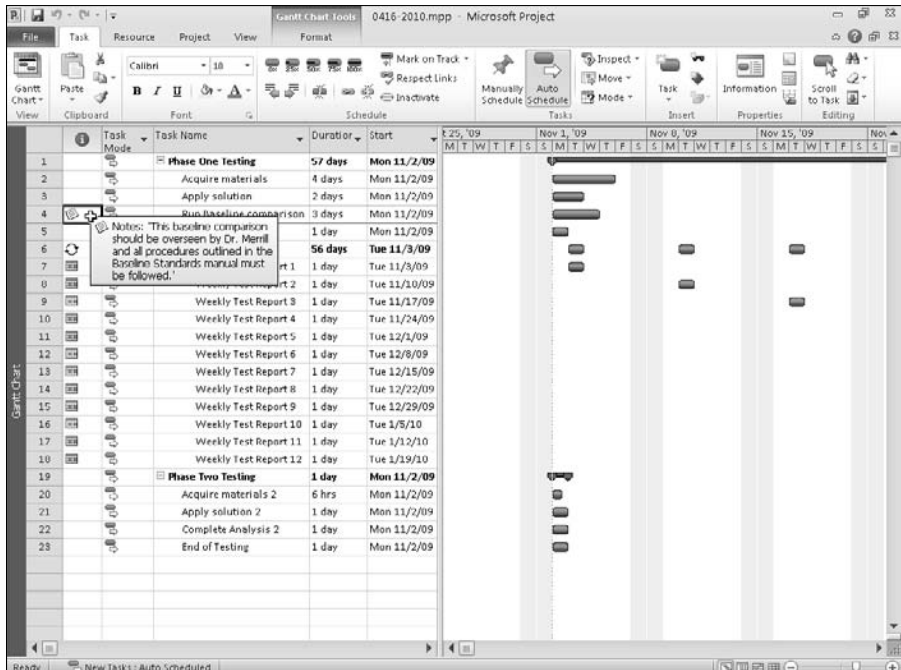 Gantt Chart Tools
0416-2010.mpp - Microsoft Project
File Task Resource Project View Format
Gantt Chart
Paste
Calibri 10
B I U A
Mark on Track
Respect Links
Inactivate
Manually Schedule
Auto Schedule
Inspect
Move
Mode
Task
Information
Scroll to Task
View Clipboard Font Schedule Tasks Insert Properties Editing
Task Mode Task Name Duration Start
t 25, '09 Nov 1, '09 Nov 8, '09 Nov 15, '09 Nov
M T W T F S S M T W T F S S M T W T F S S M T W T F S S M
1 Phase One Testing 57 days Mon 11/2/09
2 Acquire materials 4 days Mon 11/2/09
3 Apply solution 2 days Mon 11/2/09
4 Run Baseline comparison 3 days Mon 11/2/09
5 1 day Mon 11/2/09
Notes: 'This baseline comparison
should be overseen by Dr. Merrill
and all procedures outlined in the
Baseline Standards manual must
be followed.'
6 56 days Tue 11/3/09
7 rt 1 1 day Tue 11/3/09
8 Weekly Test Report 2 1 day Tue 11/10/09
9 Weekly Test Report 3 1 day Tue 11/17/09
10 Weekly Test Report 4 1 day Tue 11/24/09
11 Weekly Test Report 5 1 day Tue 12/1/09
12 Weekly Test Report 6 1 day Tue 12/8/09
13 Weekly Test Report 7 1 day Tue 12/15/09
14 Weekly Test Report 8 1 day Tue 12/22/09
15 Weekly Test Report 9 1 day Tue 12/29/09
16 Weekly Test Report 10 1 day Tue 1/5/10
17 Weekly Test Report 11 1 day Tue 1/12/10
18 Weekly Test Report 12 1 day Tue 1/19/10
19 Phase Two Testing 1 day Mon 11/2/09
20 Acquire materials 2 6 hrs Mon 11/2/09
21 Apply solution 2 1 day Mon 11/2/09
22 Complete Analysis 2 1 day Mon 11/2/09
23 End of Testing 1 day Mon 11/2/09
Gantt Chart
Ready New Tasks : Auto Scheduled